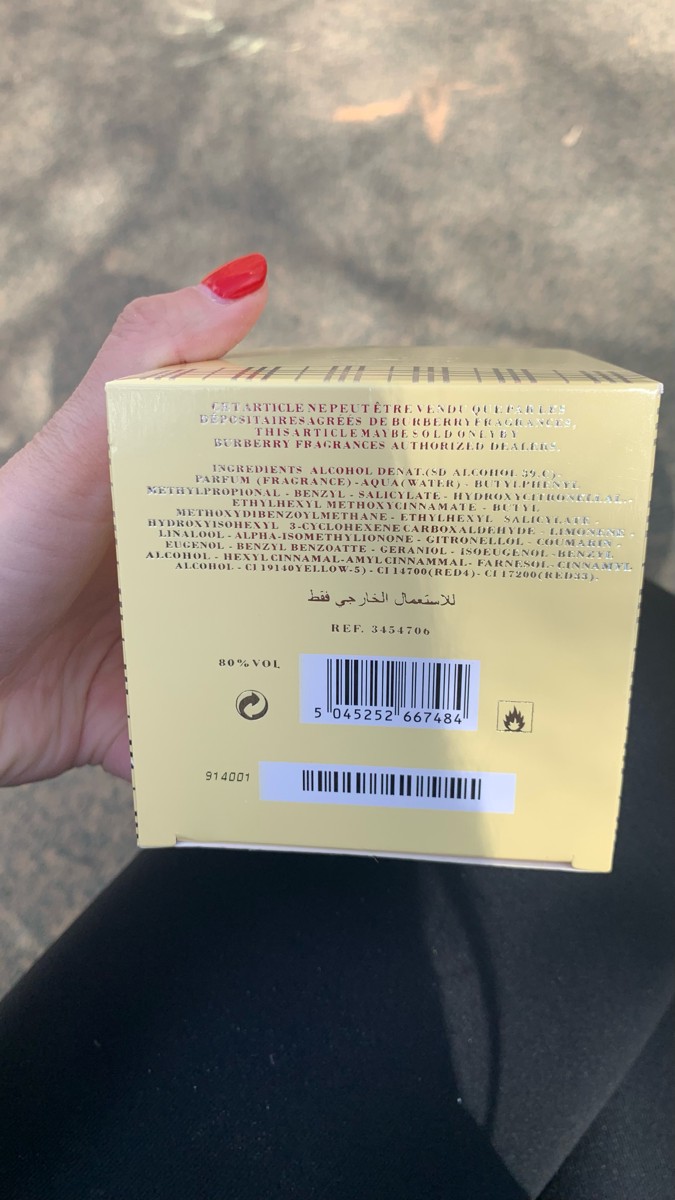 CET ARTICLE NE PEUT ÊTRE VENDU QUE PAR LES
DÉPOSITAIRES AGRÉÉS DE BURBERRY FRAGRANCES,
THIS ARTICLE MAY BE SOLD ONLY BY
BURBERRY FRAGRANCES AUTHORIZED DEALERS.
INGREDIENTS ALCOHOL DENAT.(SD ALCOHOL 39.C).
PARFUM (FRAGRANCE)-AQUA(WATER) - BUTYLPHENYL
METHYLPROPIONAL - BENZYL - SALICYLATE - HYDROXYCITRONELLAL.-
ETHYLHEXYL METHOXYCINNAMATE - BUTYL
METHOXYDIBENZOYLMETHANE - ETHYLHEXYL SALICYLATE -
HYDROXYISOHEXYL 3-CYCLOHEXENE CARBOXALDEHYDE - LIMONENE -
LINALOOL - ALPHA-ISOMETHYLIONONE - GITRONELLOL - COUMARIN -
EUGENOL - BENZYL BENZOATTE - GERANIOL - ISOEUGENOL -BENZYL
ALCOHOL - HEXYL CINNAMAL-AMYL CINNAMMAL- FARNESOL-CINNAMYL
ALCOHOL - CI 19140YELLOW-5) - CI 14700(RED4)- CI 17200(RED33).
للاستعمال الخارجي فقط
REF. 3454706
80%VOL
5 045252 667484
914001